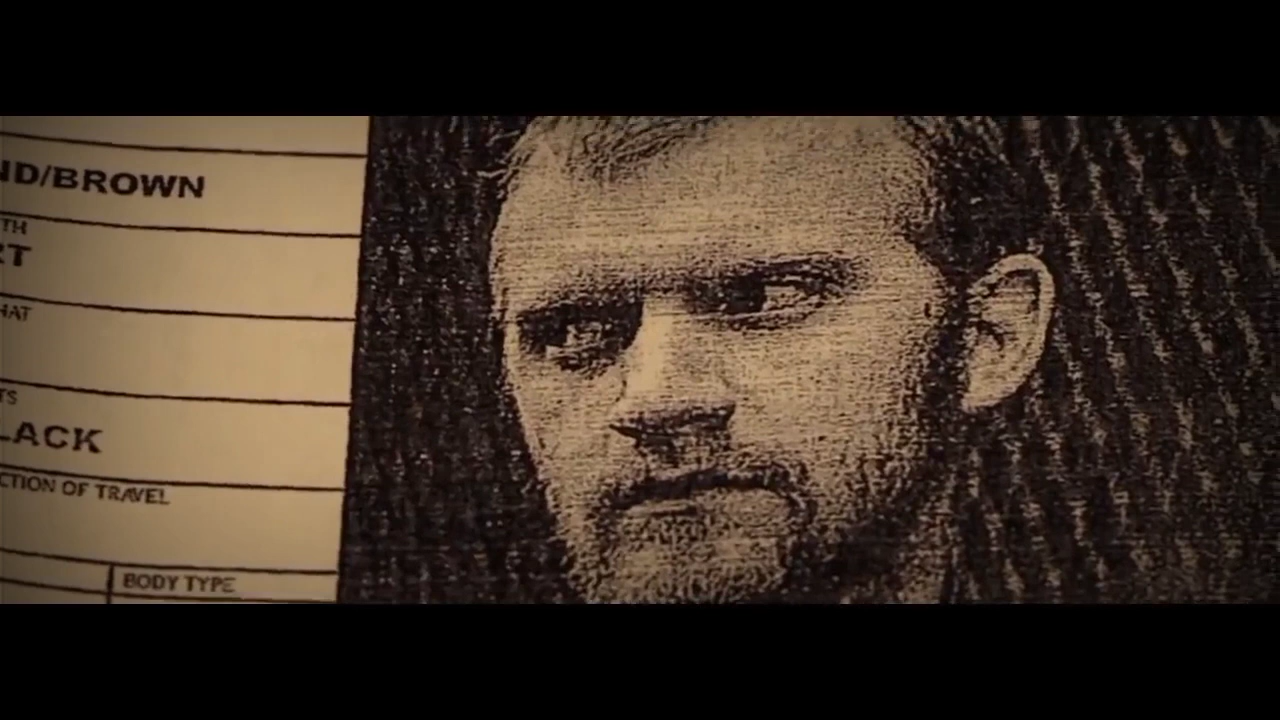 ND/BROWN
TH
RT
HAT
TS
LACK
CTION OF TRAVEL
BODY TYPE